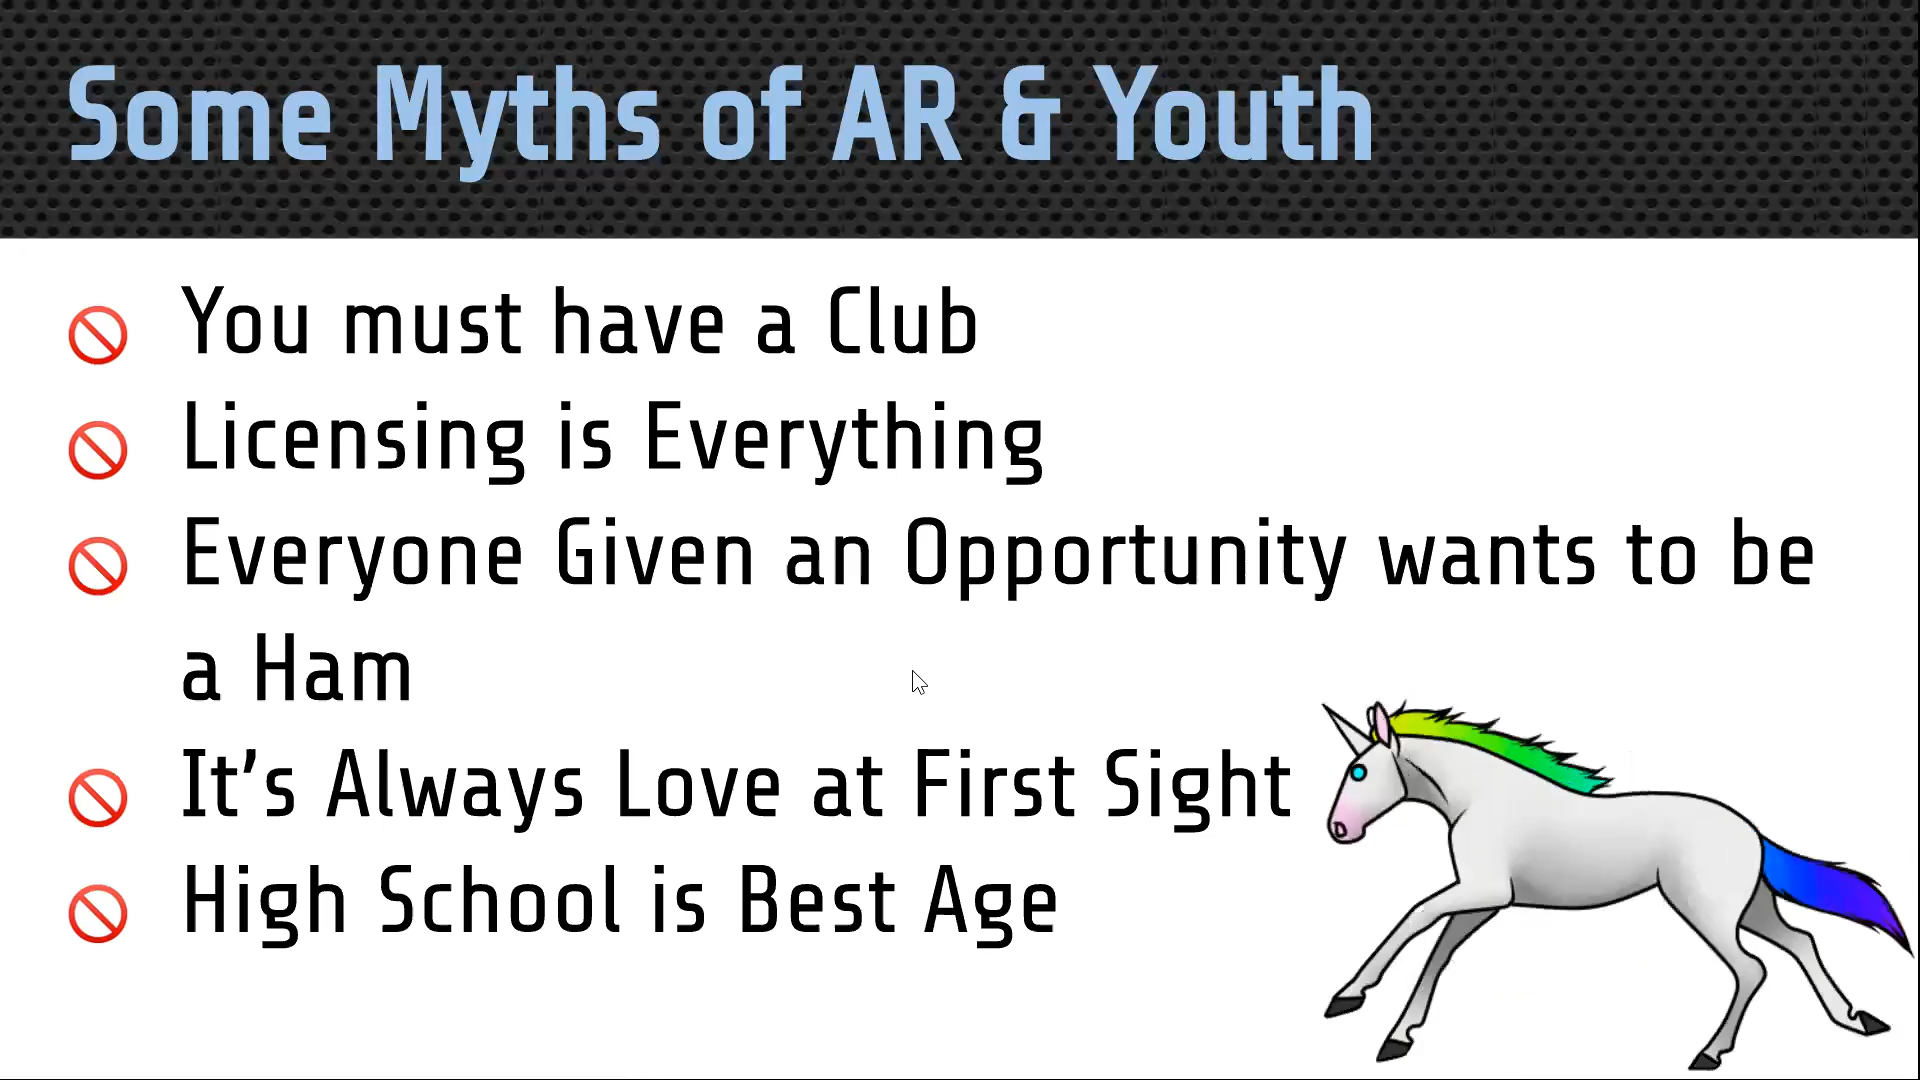 Some Myths of AR & Youth
You must have a Club
Licensing is Everything
Everyone Given an Opportunity wants to be
a Ham
It’s Always Love at First Sight
High School is Best Age